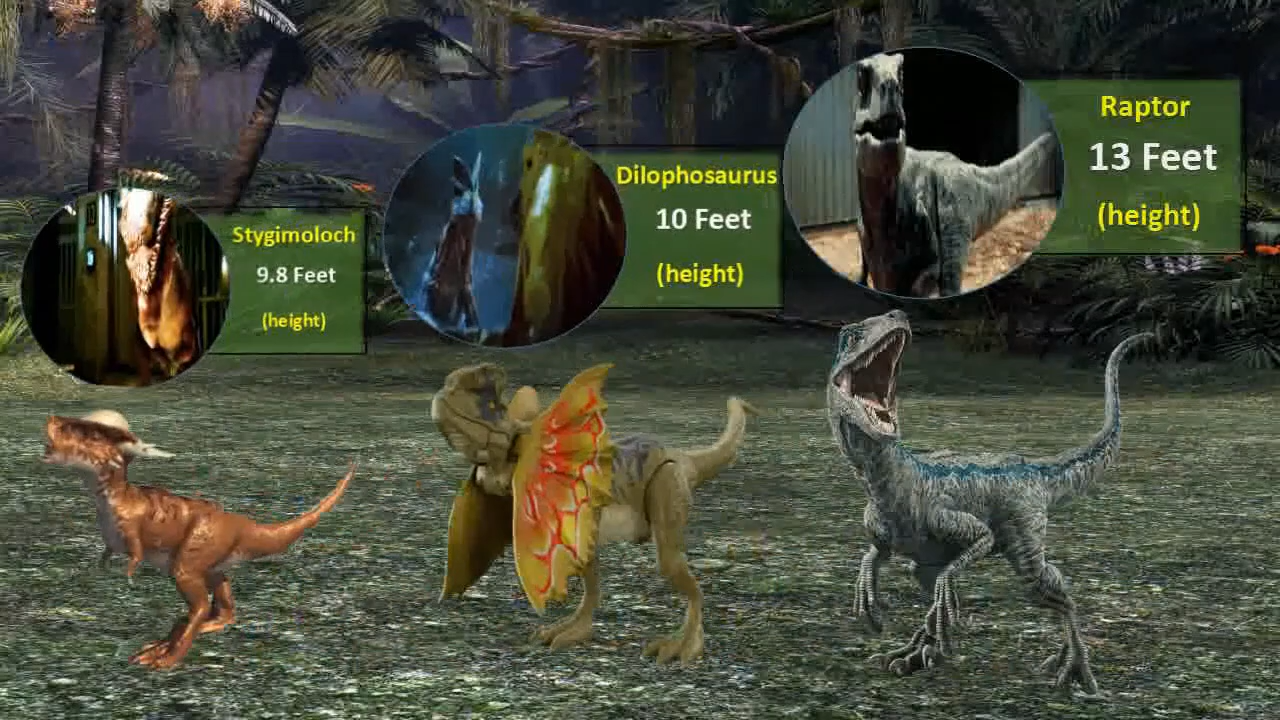 Stygimoloch
9.8 Feet
(height)
Dilophosaurus
10 Feet
(height)
Raptor
13 Feet
(height)